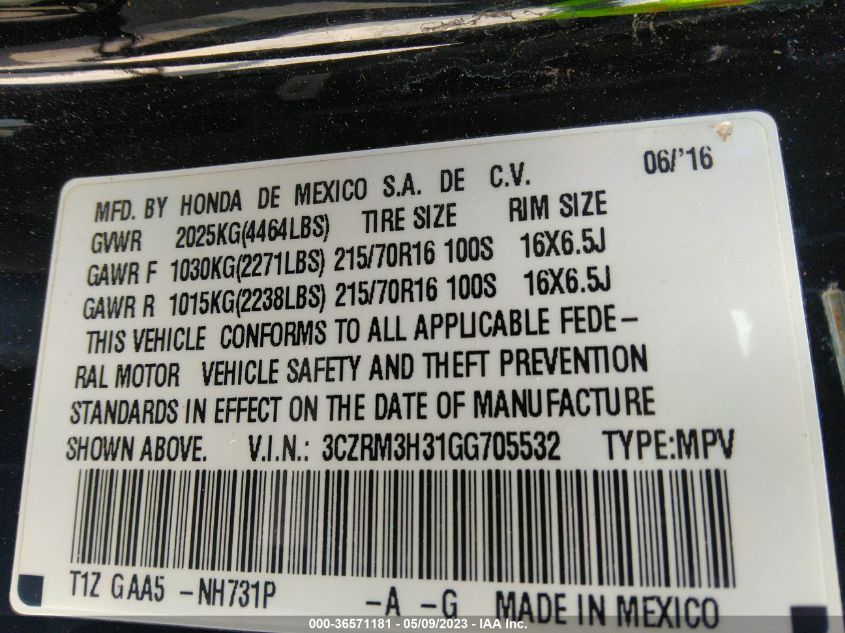 06/'16
MFD. BY HONDA DE MEXICO S.A. DE C.V.
GVWR 2025KG(4464LBS) TIRE SIZE RIM SIZE
GAWR F 1030KG(2271LBS) 215/70R16 100S 16X6.5J
GAWR R 1015KG(2238LBS) 215/70R16 100S 16X6.5J
THIS VEHICLE CONFORMS TO ALL APPLICABLE FEDE-
RAL MOTOR VEHICLE SAFETY AND THEFT PREVENTION
STANDARDS IN EFFECT ON THE DATE OF MANUFACTURE
SHOWN ABOVE. V.I.N.: 3CZRM3H31GG705532 TYPE:MPV
T1Z GAA5 -NH731P -A -G MADE IN MEXICO
000-36571181 - 05/09/2023 - IAA Inc.